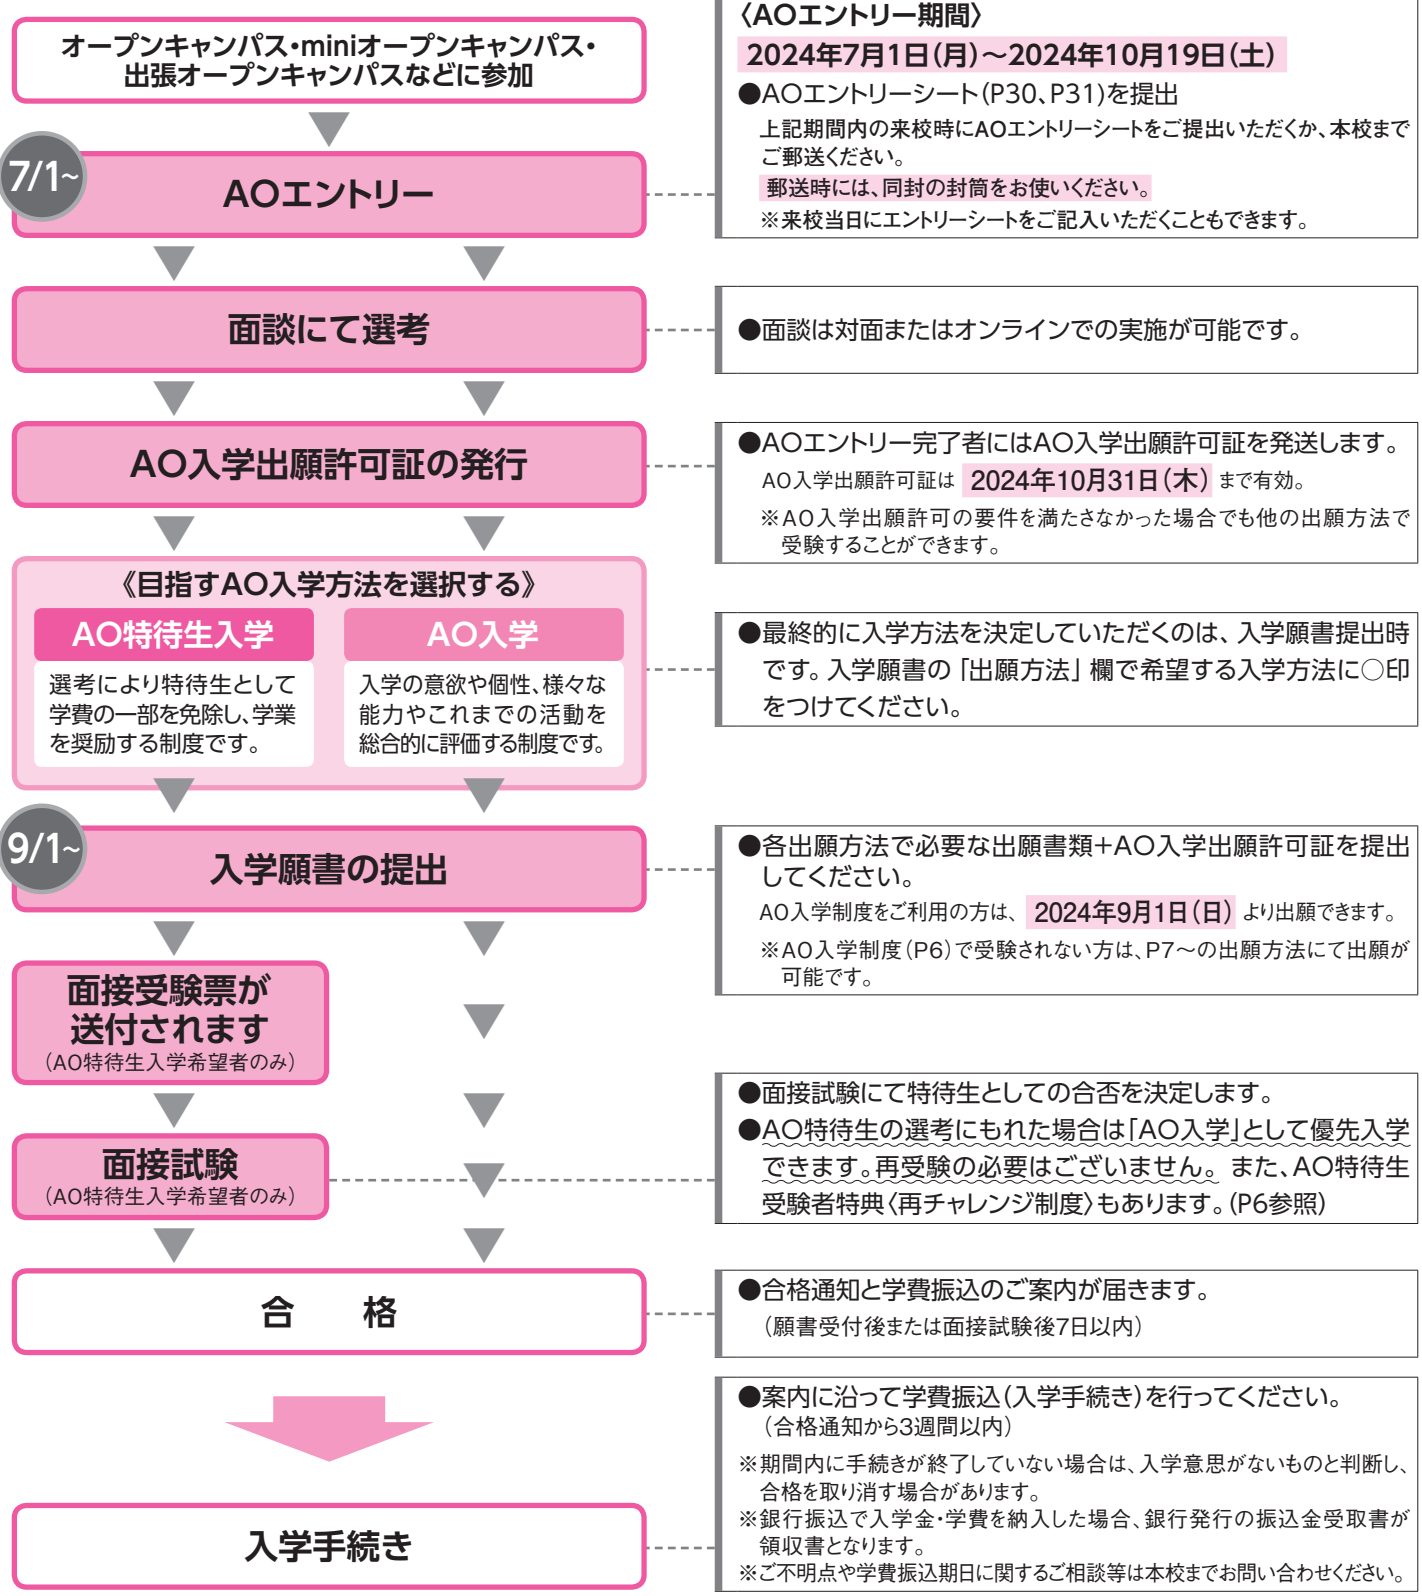 オープンキャンパス・miniオープンキャンパス・
出張オープンキャンパスなどに参加
〈AOエントリー期間〉
2024年7月1日(月)～2024年10月19日(土)
●AOエントリーシート(P30、P31)を提出
上記期間内の来校時にAOエントリーシートをご提出いただくか、本校まで
ご郵送ください。
郵送時には、同封の封筒をお使いください。
※来校当日にエントリーシートをご記入いただくこともできます。
7/1～
AOエントリー
面談にて選考
●面談は対面またはオンラインでの実施が可能です。
AO入学出願許可証の発行
●AOエントリー完了者にはAO入学出願許可証を発送します。
AO入学出願許可証は 2024年10月31日(木) まで有効。
※AO入学出願許可の要件を満たさなかった場合でも他の出願方法で
受験することができます。
《目指すAO入学方法を選択する》
AO特待生入学
選考により特待生として
学費の一部を免除し、学業
を奨励する制度です。
AO入学
入学の意欲や個性、様々な
能力やこれまでの活動を
総合的に評価する制度です。
●最終的に入学方法を決定していただくのは、入学願書提出時
です。入学願書の「出願方法」欄で希望する入学方法に○印
をつけてください。
9/1～
入学願書の提出
●各出願方法で必要な出願書類+AO入学出願許可証を提出
してください。
AO入学制度をご利用の方は、 2024年9月1日(日) より出願できます。
※AO入学制度(P6)で受験されない方は、P7～の出願方法にて出願が
可能です。
面接受験票が
送付されます
(AO特待生入学希望者のみ)
面接試験
(AO特待生入学希望者のみ)
●面接試験にて特待生としての合否を決定します。
●AO特待生の選考にもれた場合は「AO入学」として優先入学
できます。再受験の必要はございません。また、AO特待生
受験者特典〈再チャレンジ制度〉もあります。(P6参照)
合　格
●合格通知と学費振込のご案内が届きます。
(願書受付後または面接試験後7日以内)
入学手続き
●案内に沿って学費振込(入学手続き)を行ってください。
(合格通知から3週間以内)
※期間内に手続きが終了していない場合は、入学意思がないものと判断し、
合格を取り消す場合があります。
※銀行振込で入学金・学費を納入した場合、銀行発行の振込金受取書が
領収書となります。
※ご不明点や学費振込期日に関するご相談等は本校までお問い合わせください。